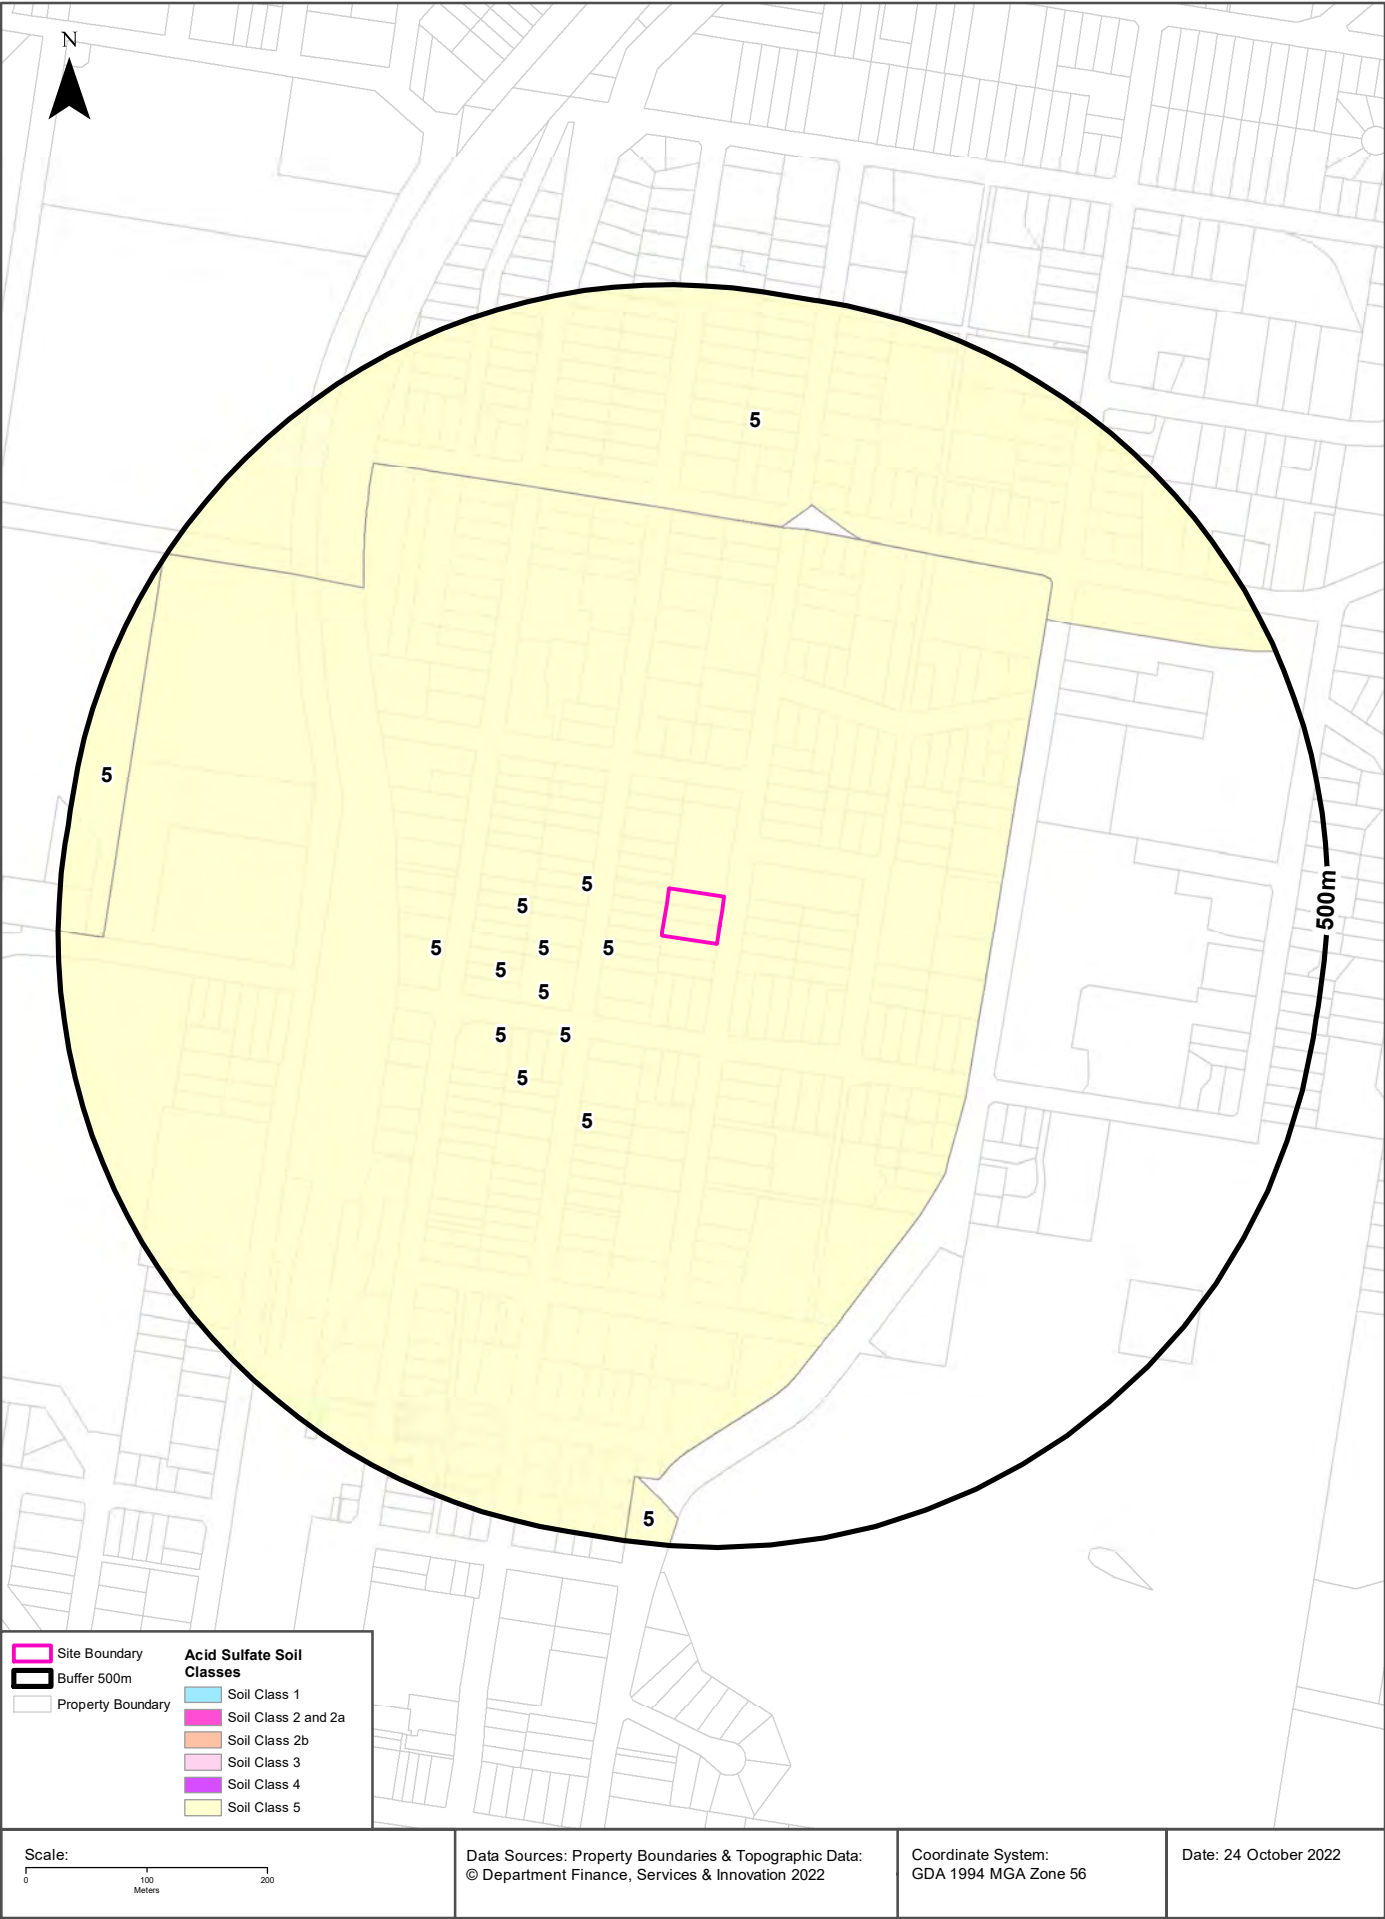 N
5
5
5
5
500m
5
5
5
5
5
5
5
5
5
5
Site Boundary
Buffer 500m
Property Boundary
Acid Sulfate Soil
Classes
Soil Class 1
Soil Class 2 and 2a
Soil Class 2b
Soil Class 3
Soil Class 4
Soil Class 5
Scale:
0 100 200
Meters
Data Sources: Property Boundaries & Topographic Data:
© Department Finance, Services & Innovation 2022
Coordinate System:
GDA 1994 MGA Zone 56
Date: 24 October 2022